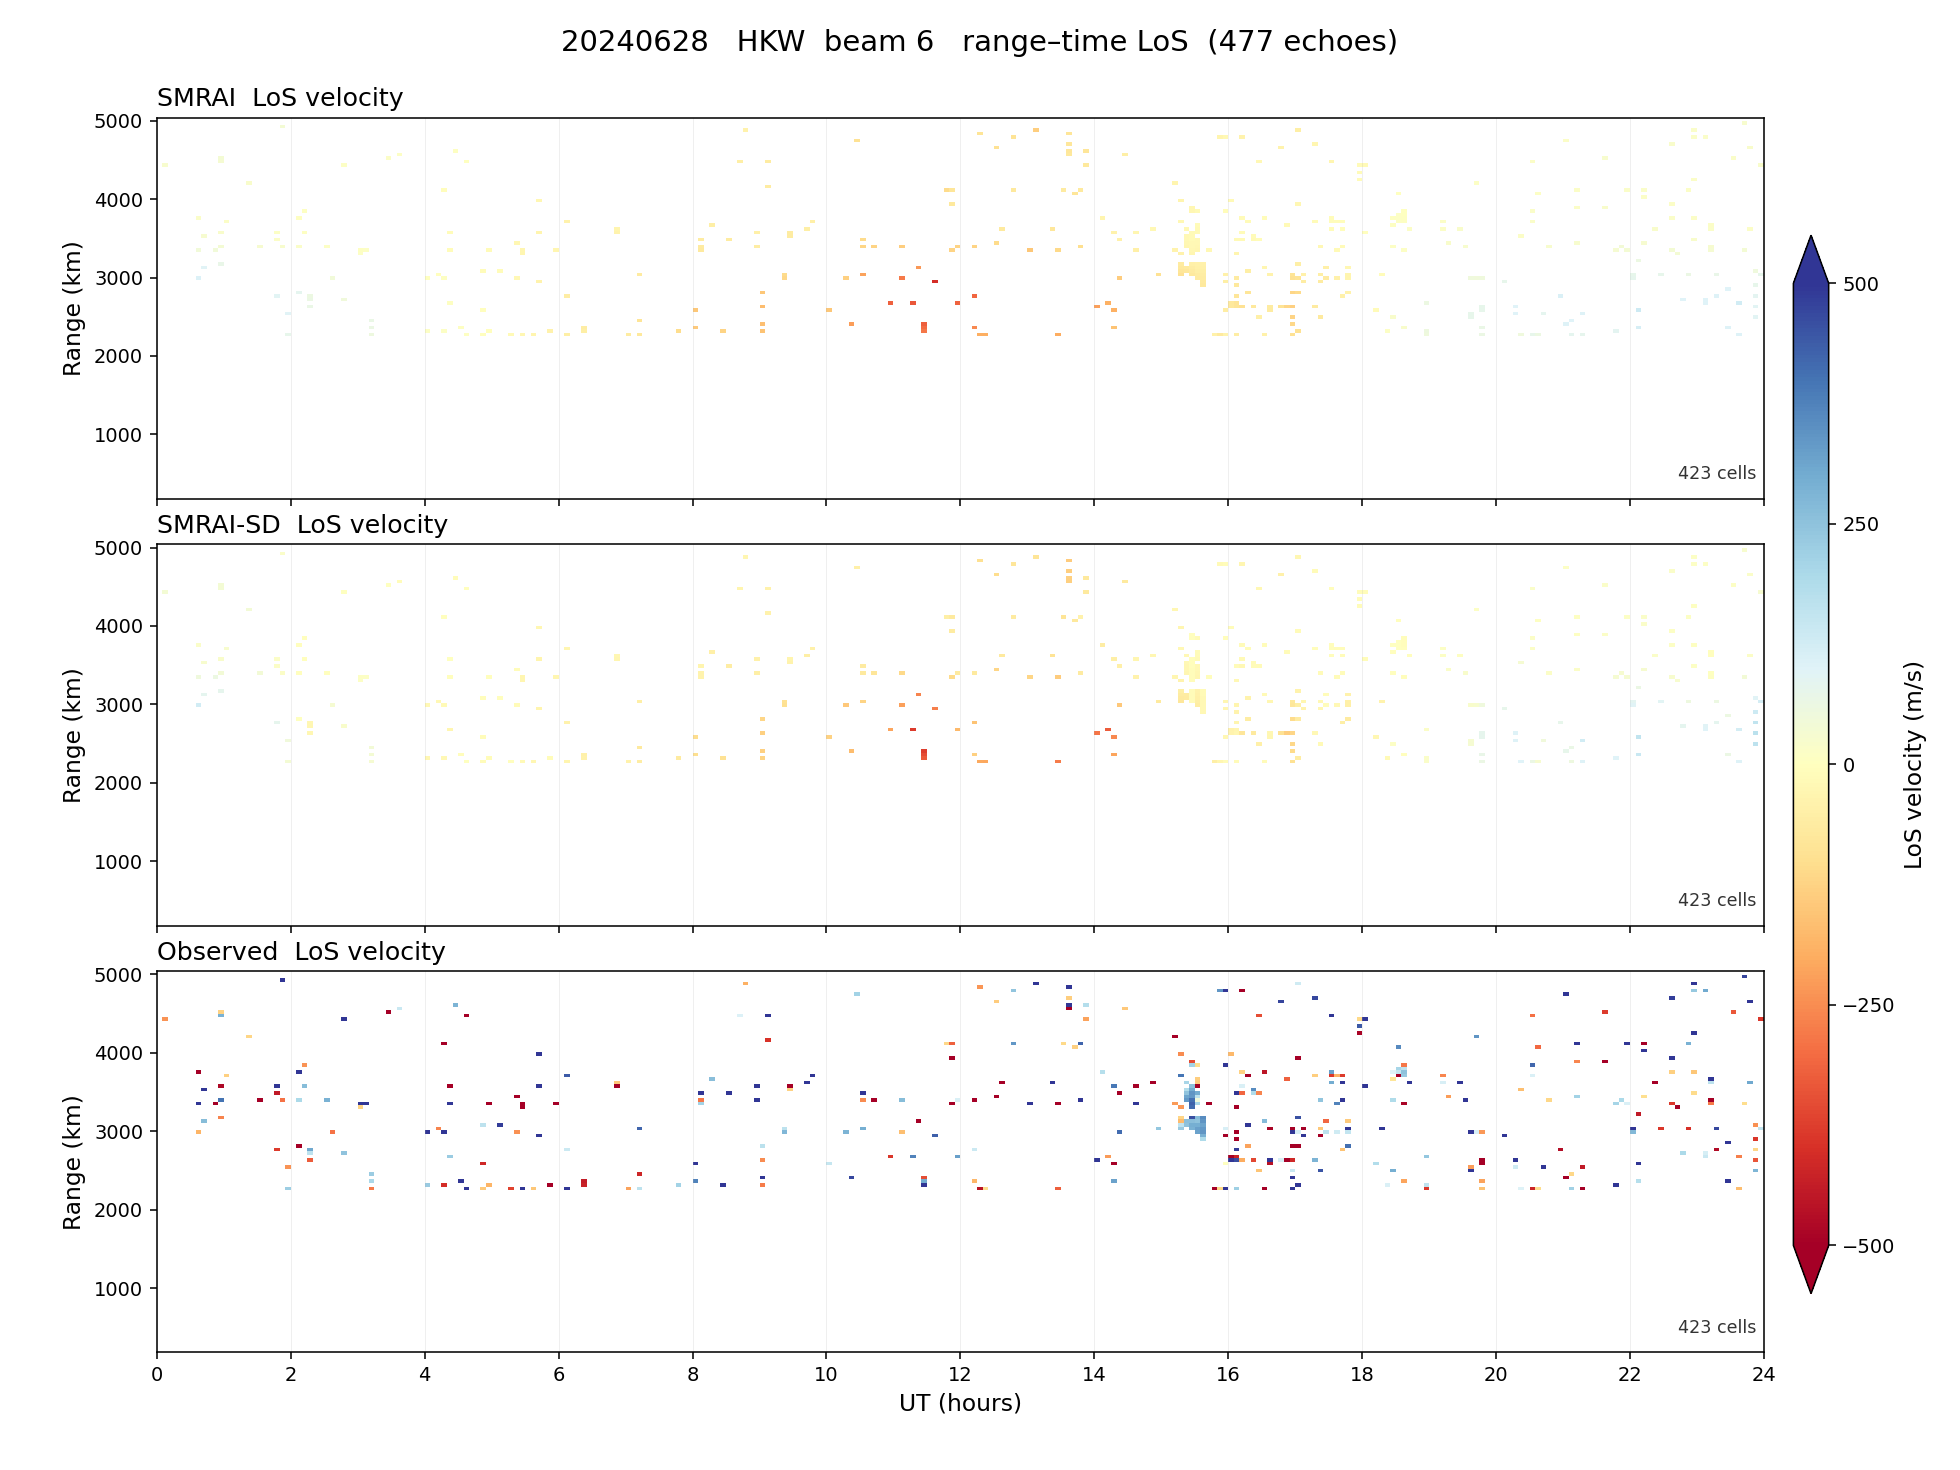 20240628   HKW  beam 6   range–time LoS  (477 echoes)
SMRAI  LoS velocity
5000
4000
3000
2000
1000
Range (km)
423 cells
SMRAI-SD  LoS velocity
5000
4000
3000
2000
1000
Range (km)
423 cells
Observed  LoS velocity
5000
4000
3000
2000
1000
Range (km)
423 cells
0 2 4 6 8 10 12 14 16 18 20 22 24
UT (hours)
500
250
0
−250
−500
LoS velocity (m/s)